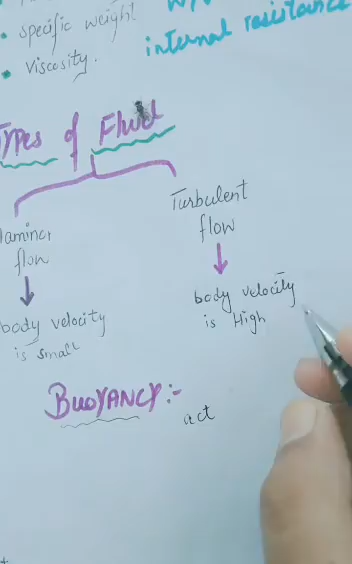 • specific weight
• viscosity.
internal resistance
Types of Fluid
laminar
flow
Turbulent
flow
body velocity
is small
body velocity
is High
BUOYANCY:-
act